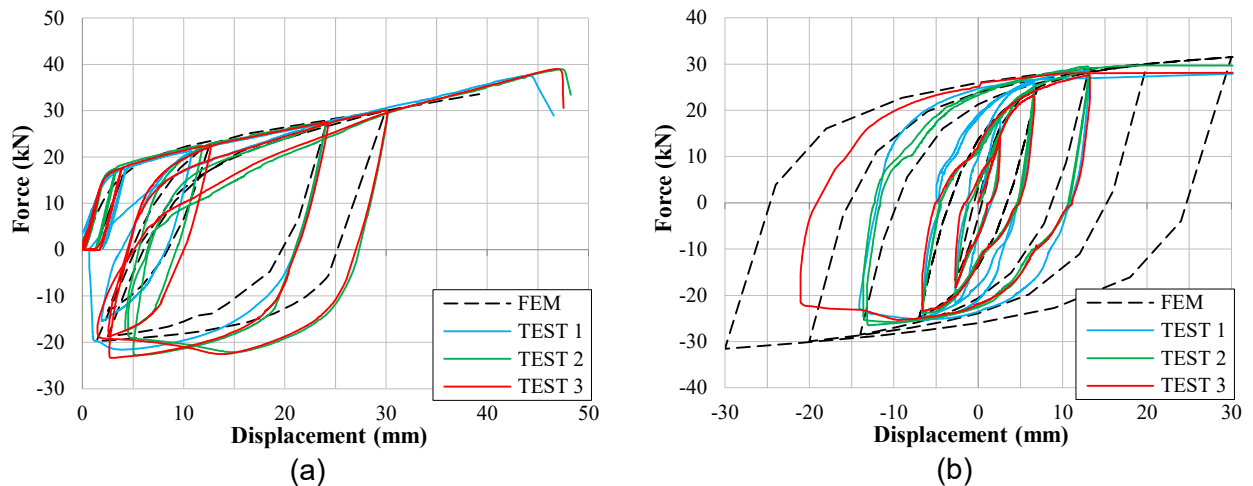 50
40
30
20
10
0
-10
-20
-30
0 10 20 30 40 50
Force (kN)
Displacement (mm)
FEM
TEST 1
TEST 2
TEST 3
(a)
40
30
20
10
0
-10
-20
-30
-40
-30 -20 -10 0 10 20 30
Force (kN)
Displacement (mm)
FEM
TEST 1
TEST 2
TEST 3
(b)